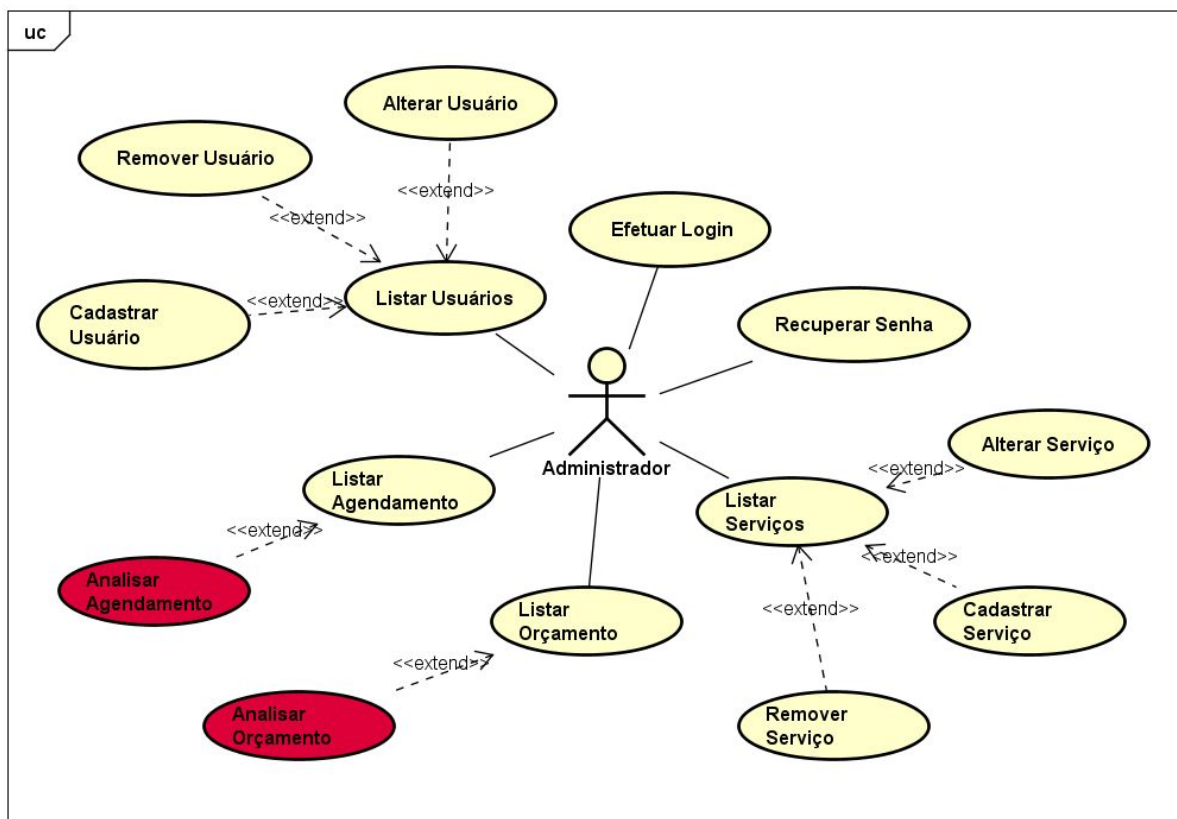 uc
Alterar Usuário
Remover Usuário
<<extend>>
<<extend>>
Efetuar Login
Cadastrar
Usuário
<<extend>>
Listar Usuários
Recuperar Senha
Administrador
Alterar Serviço
<<extend>>
Listar
Agendamento
Listar
Serviços
<<extend>>
<<extend>>
Analisar
Agendamento
Listar
Orçamento
<<extend>>
Cadastrar
Serviço
<<extend>>
Analisar
Orçamento
Remover
Serviço